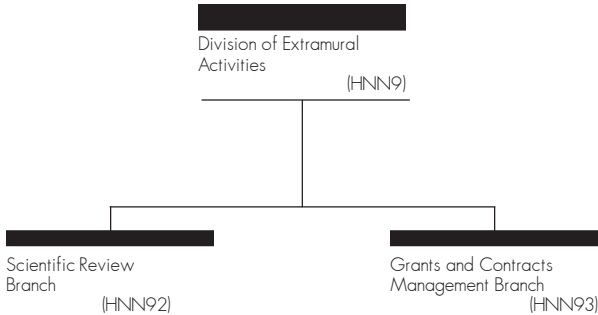 Division of Extramural
Activities
(HNN9)
Scientific Review
Branch
(HNN92)
Grants and Contracts
Management Branch
(HNN93)